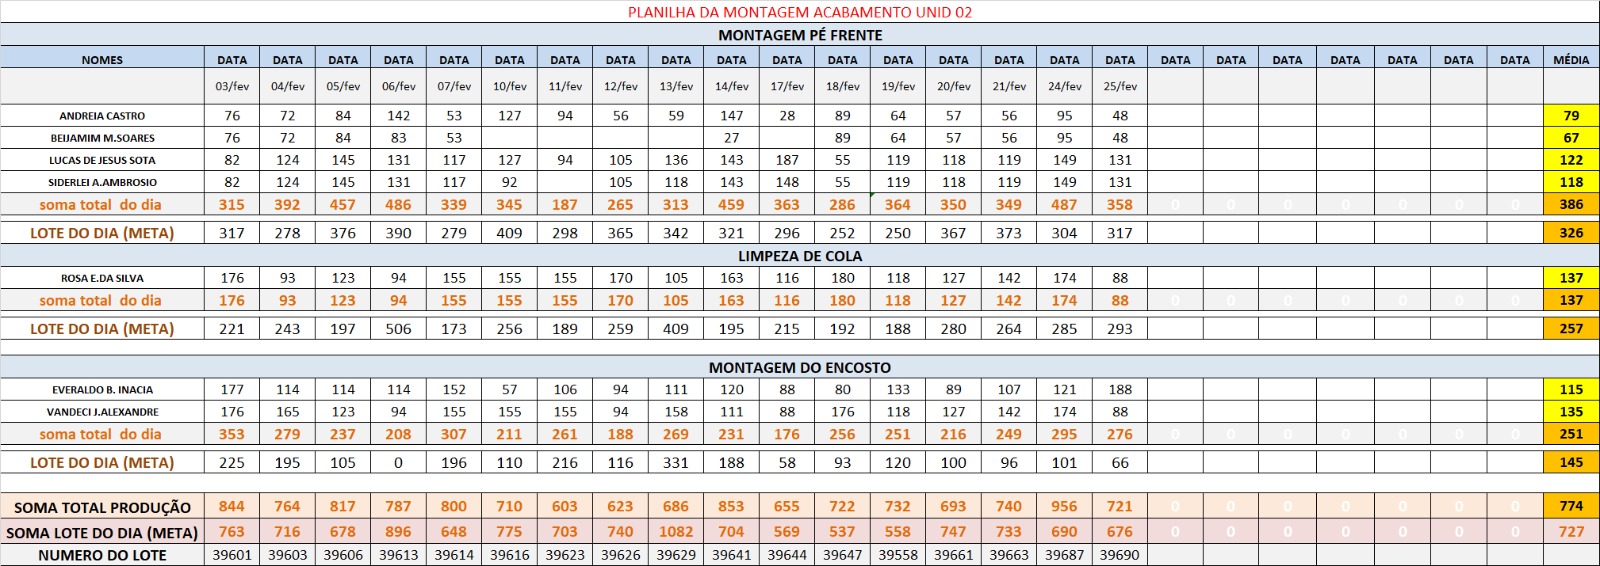 PLANILHA DA MONTAGEM ACABAMENTO UNID 02
MONTAGEM PÉ FRENTE
NOMES DATA DATA DATA DATA DATA DATA DATA DATA DATA DATA DATA DATA DATA DATA DATA DATA DATA DATA DATA DATA DATA DATA DATA DATA MÉDIA
03/fev 04/fev 05/fev 06/fev 07/fev 10/fev 11/fev 12/fev 13/fev 14/fev 17/fev 18/fev 19/fev 20/fev 21/fev 24/fev 25/fev
ANDREIA CASTRO 76 72 84 142 53 127 94 56 59 147 28 89 64 57 56 95 48 79
BEIJAMIM M.SOARES 76 72 84 83 53 27 89 64 57 56 95 48 67
LUCAS DE JESUS SOTA 82 124 145 131 117 127 94 105 136 143 187 55 119 118 119 149 131 122
SIDERLEI A.AMBROSIO 82 124 145 131 117 92 105 118 143 148 55 119 118 119 149 131 118
soma total do dia 315 392 457 486 339 345 187 265 313 459 363 286 364 350 349 487 358 0 0 0 0 0 0 0 386
LOTE DO DIA (META) 317 278 376 390 279 409 298 365 342 321 296 252 250 367 373 304 317 326
LIMPEZA DE COLA
ROSA E.DA SILVA 176 93 123 94 155 155 155 170 105 163 116 180 118 127 142 174 88 137
soma total do dia 176 93 123 94 155 155 155 170 105 163 116 180 118 127 142 174 88 0 0 0 0 0 0 0 137
LOTE DO DIA (META) 221 243 197 506 173 256 189 259 409 195 215 192 188 280 264 285 293 257
MONTAGEM DO ENCOSTO
EVERALDO B. INACIA 177 114 114 114 152 57 106 94 111 120 88 80 133 89 107 121 188 115
VANDECI J.ALEXANDRE 176 165 123 94 155 155 155 94 158 111 88 176 118 127 142 174 88 135
soma total do dia 353 279 237 208 307 211 261 188 269 231 176 256 251 216 249 295 276 0 0 0 0 0 0 0 251
LOTE DO DIA (META) 225 195 105 0 196 110 216 116 331 188 58 93 120 100 96 101 66 145
SOMA TOTAL PRODUÇÃO 844 764 817 787 800 710 603 623 686 853 655 722 732 693 740 956 721 0 0 0 0 0 0 0 774
SOMA LOTE DO DIA (META) 763 716 678 896 648 775 703 740 1082 704 569 537 558 747 733 690 676 0 0 0 0 0 0 0 727
NUMERO DO LOTE 39601 39603 39606 39613 39614 39616 39623 39626 39629 39641 39644 39647 39558 39661 39663 39687 39690